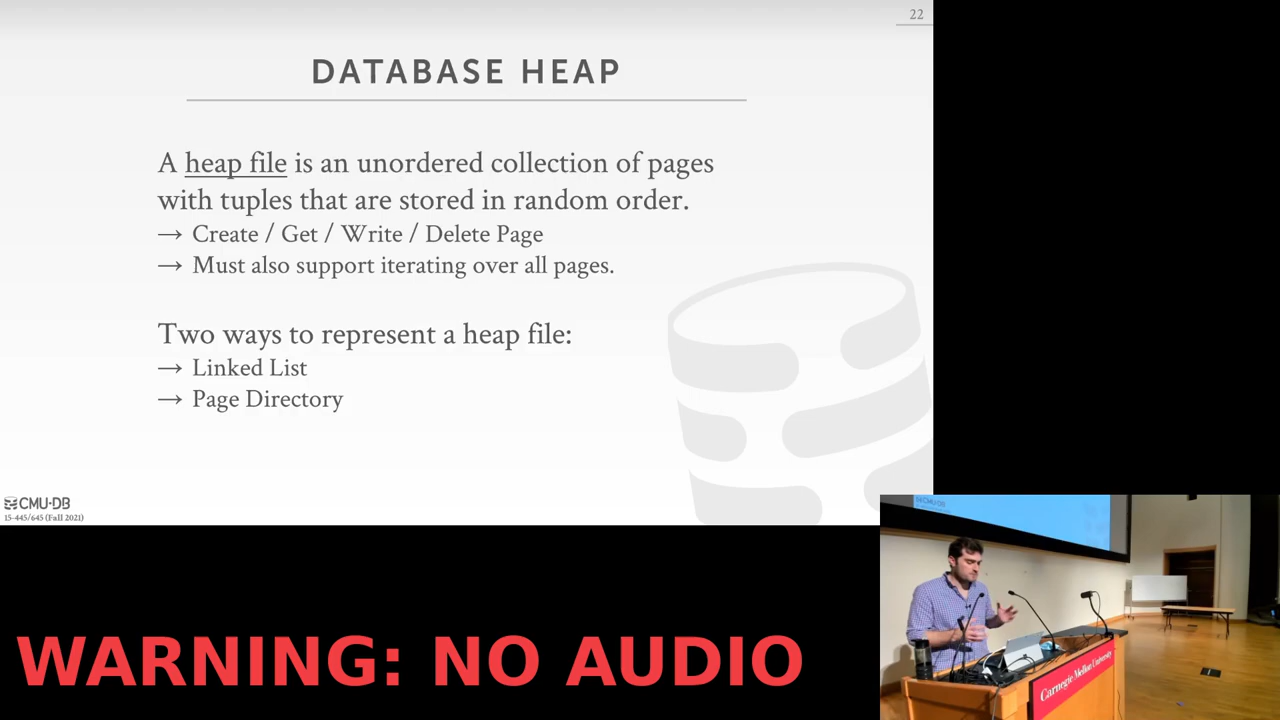 22
DATABASE HEAP
A heap file is an unordered collection of pages
with tuples that are stored in random order.
→ Create / Get / Write / Delete Page
→ Must also support iterating over all pages.
Two ways to represent a heap file:
→ Linked List
→ Page Directory
CMU·DB
15-445/645 (Fall 2021)
WARNING: NO AUDIO
CMU·DB
Carnegie Mellon University